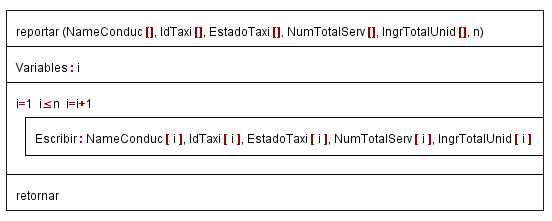 reportar (NameConduc[], IdTaxi[], EstadoTaxi[], NumTotalServ[], IngrTotalUnid[], n)
Variables: i
i=1 i≤n i=i+1
Escribir: NameConduc[ i ], IdTaxi[ i ], EstadoTaxi[ i ], NumTotalServ[ i ], IngrTotalUnid[ i ]
retornar